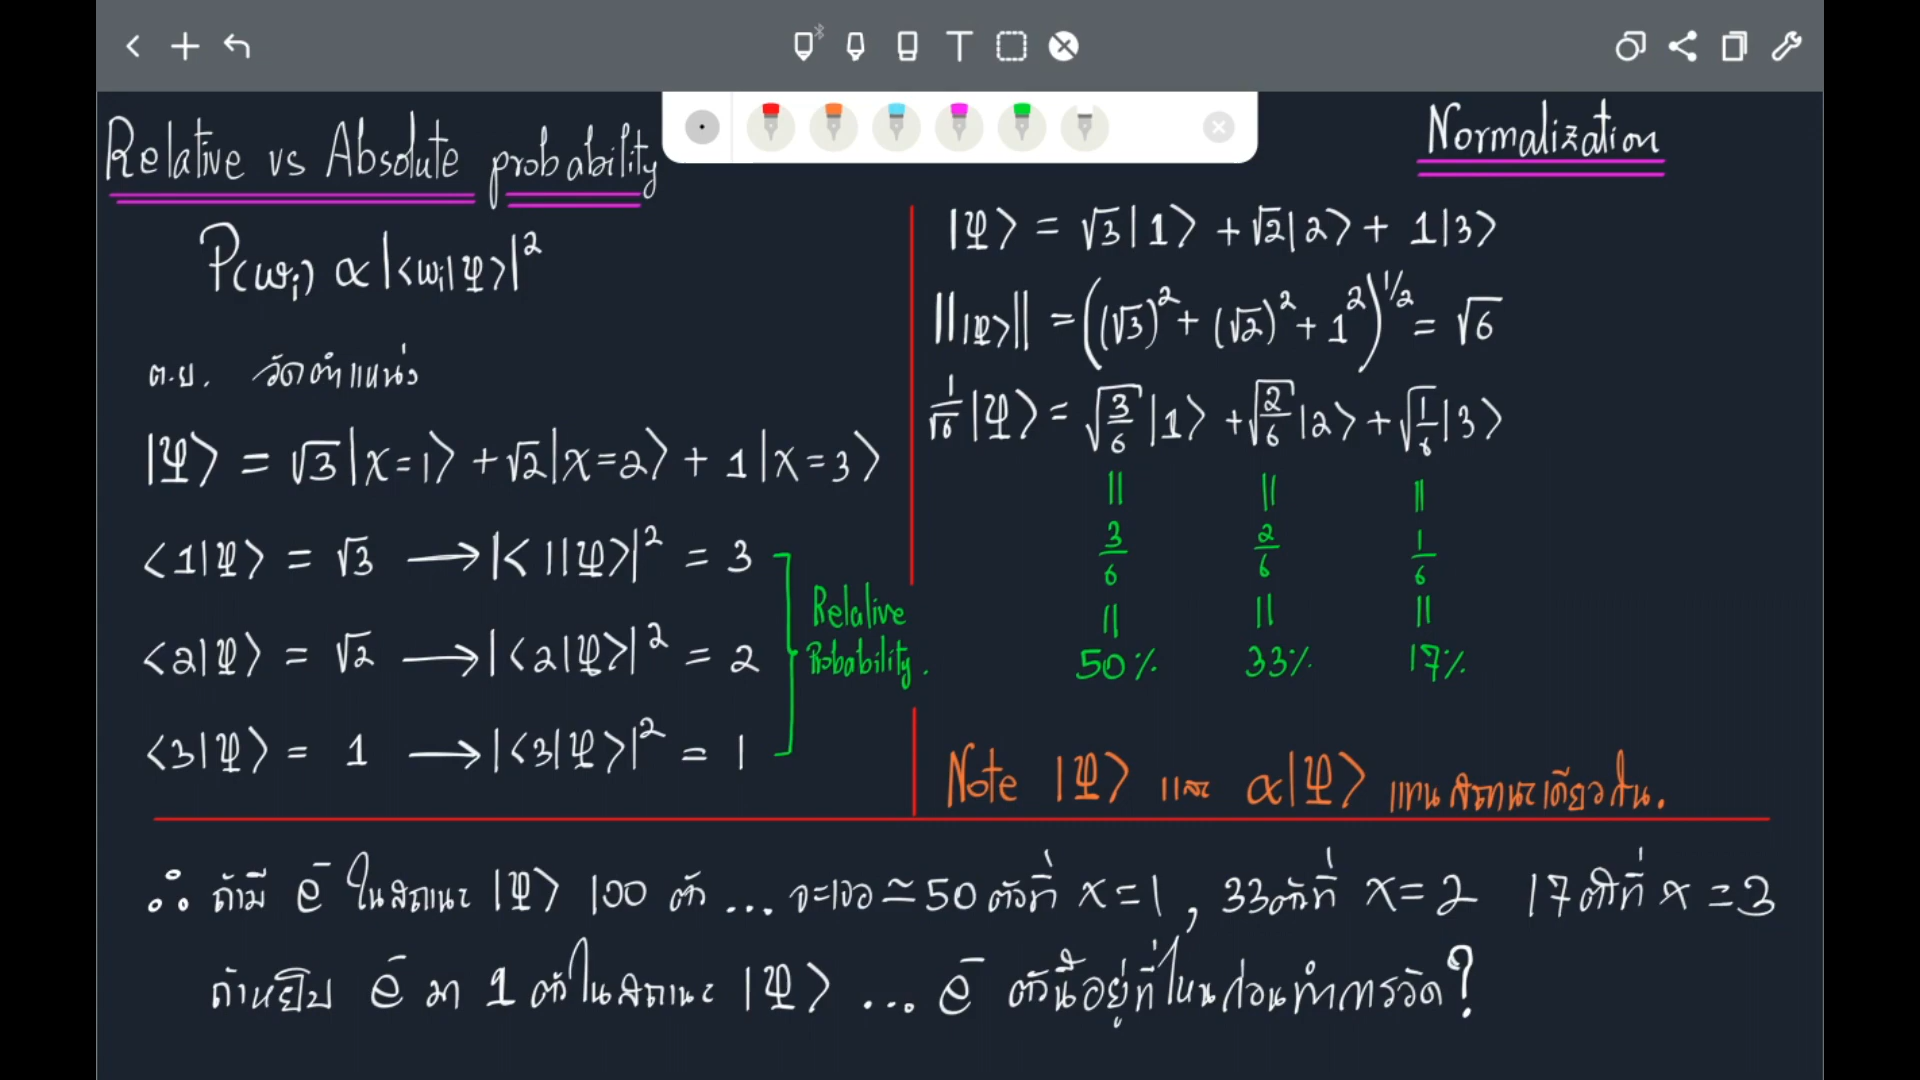 Relative vs Absolute probability
P(ωᵢ) ∝ |<ωᵢ|Ψ>|²
ต.ย. วัดตำแหน่ง
|Ψ> = √3|x=1> + √2|x=2> + 1|x=3>
<1|Ψ> = √3 → |<1|Ψ>|² = 3
<2|Ψ> = √2 → |<2|Ψ>|² = 2
<3|Ψ> = 1 → |<3|Ψ>|² = 1
Relative
Probability.
Normalization
|Ψ> = √3|1> + √2|2> + 1|3>
|||Ψ>|| = ((√3)² + (√2)² + 1²)^1/2 = √6
1/√6 |Ψ> = √(3/6)|1> + √(2/6)|2> + √(1/6)|3>
|| || ||
3/6 2/6 1/6
|| || ||
50% 33% 17%
Note |Ψ> และ α|Ψ> แทนสถานะเดียวกัน.
∴ ถ้ามี e⁻ ในสถานะ |Ψ> 100 ตัว ... จะเจอ ≃ 50 ตัวที่ x=1, 33ตัวที่ x=2 17ตัวที่ x=3
ถ้าหยิบ e⁻ มา 1 ตัวในสถานะ |Ψ> ... e⁻ ตัวนี้อยู่ที่ไหนก่อนทำการวัด?